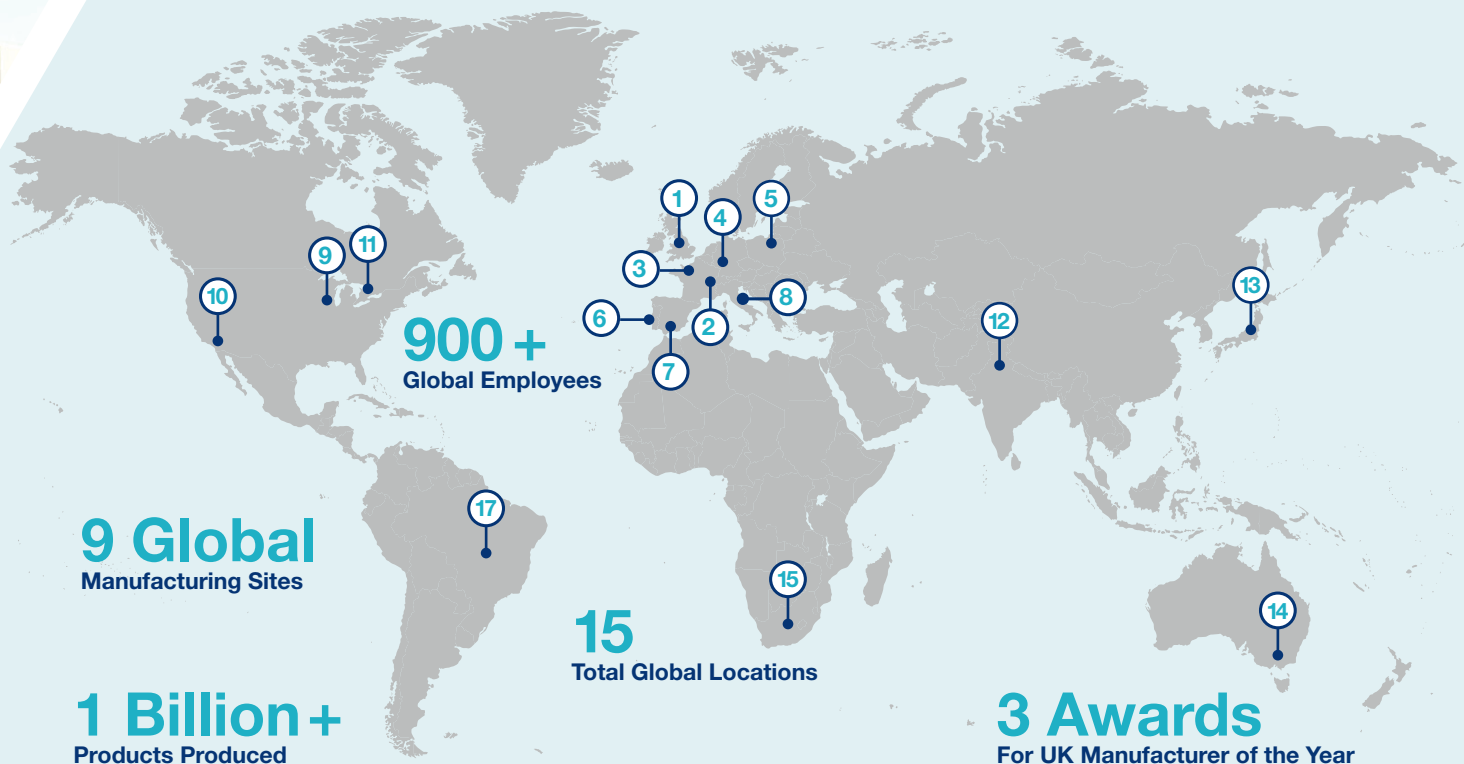 1
5
4
11
9
3
13
10
8
6
12
2
900 +
Global Employees
7
17
9 Global
Manufacturing Sites
15
14
15
Total Global Locations
1 Billion +
Products Produced
3 Awards
For UK Manufacturer of the Year